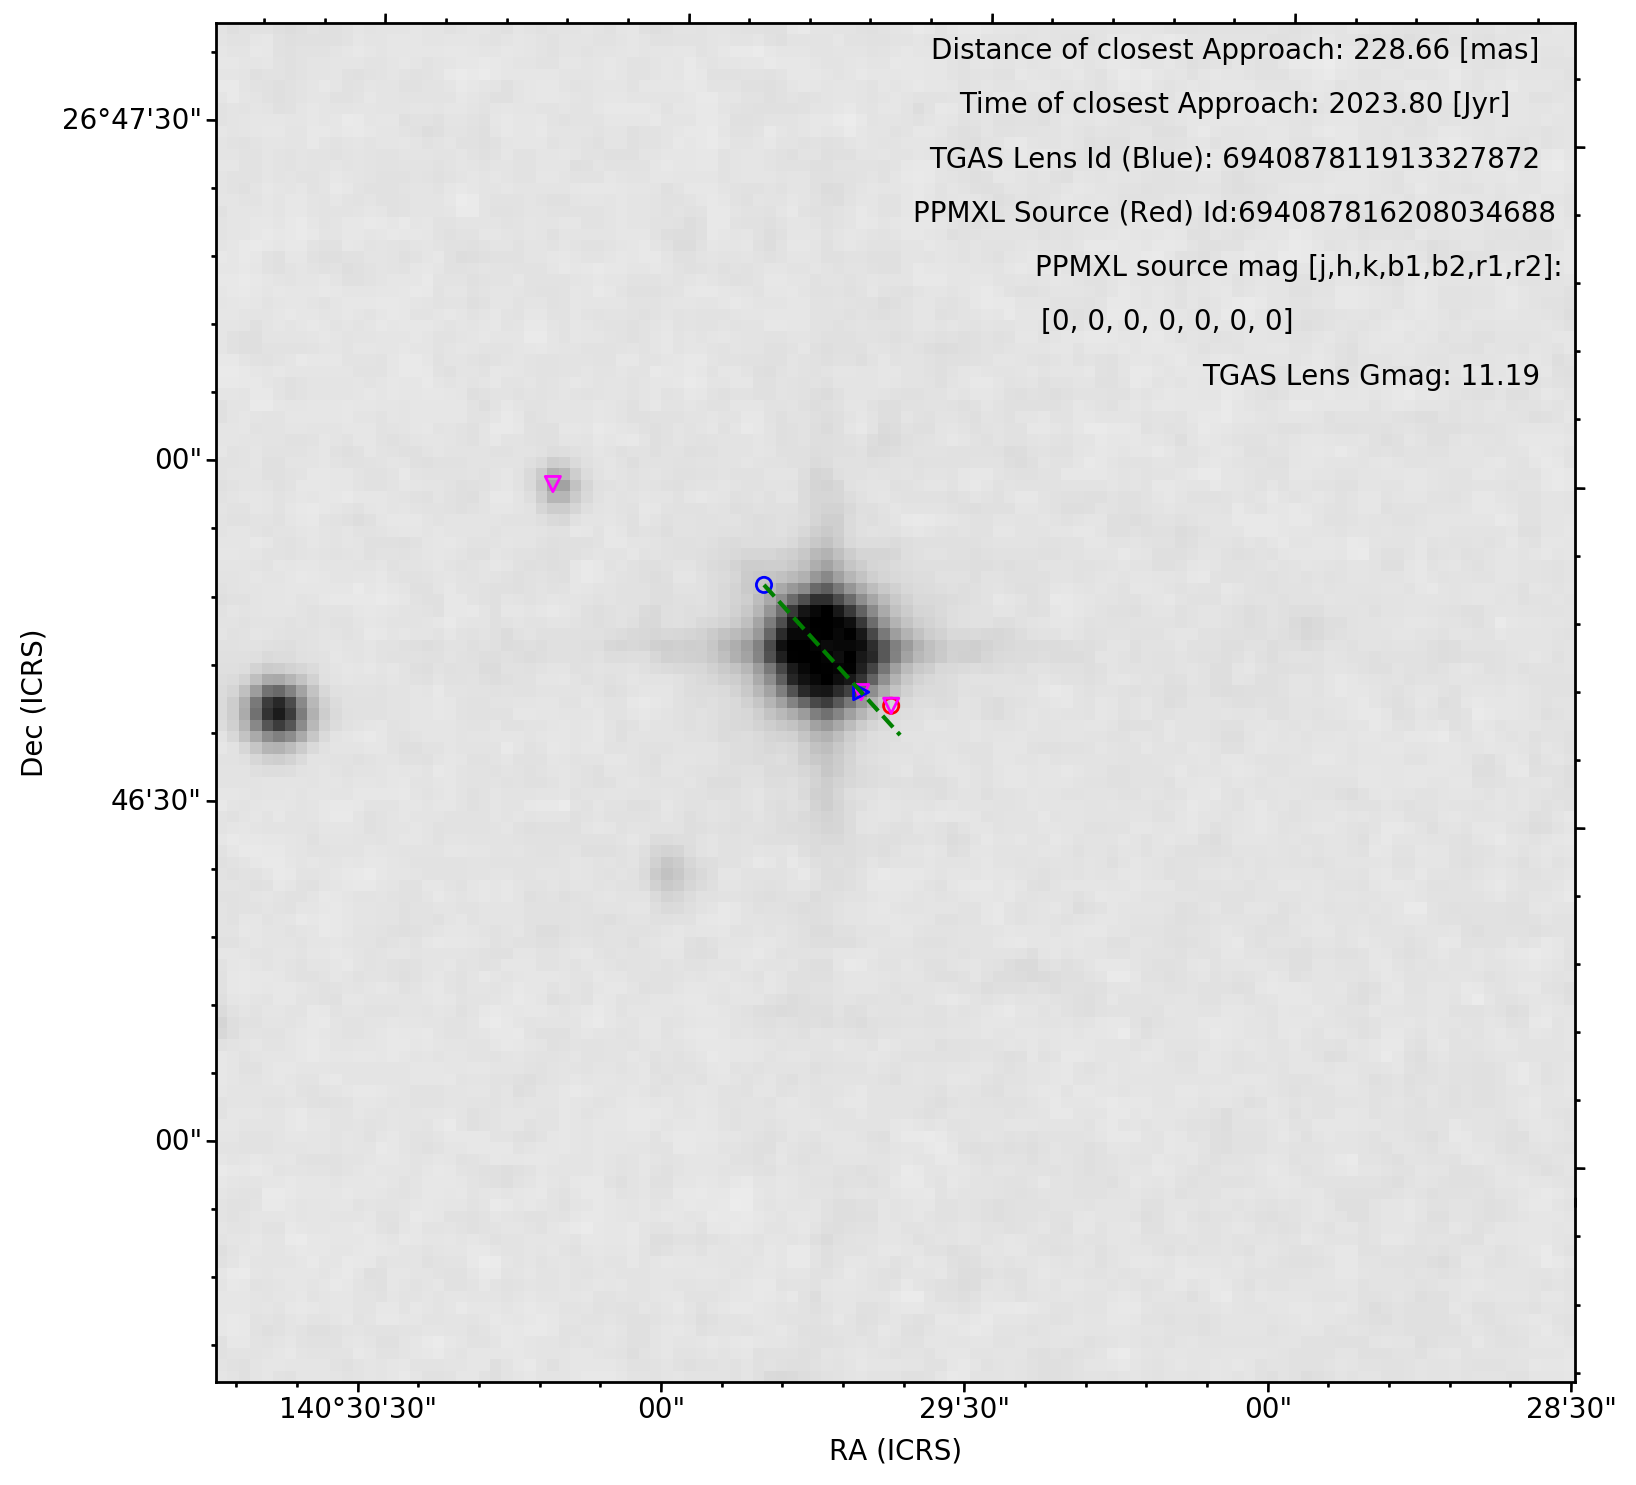 Distance of closest Approach: 228.66 [mas]
Time of closest Approach: 2023.80 [Jyr]
TGAS Lens Id (Blue): 694087811913327872
PPMXL Source (Red) Id:694087816208034688
PPMXL source mag [j,h,k,b1,b2,r1,r2]:
[0, 0, 0, 0, 0, 0, 0]
TGAS Lens Gmag: 11.19
26°47'30"
00"
46'30"
00"
Dec (ICRS)
140°30'30" 00" 29'30" 00" 28'30"
RA (ICRS)